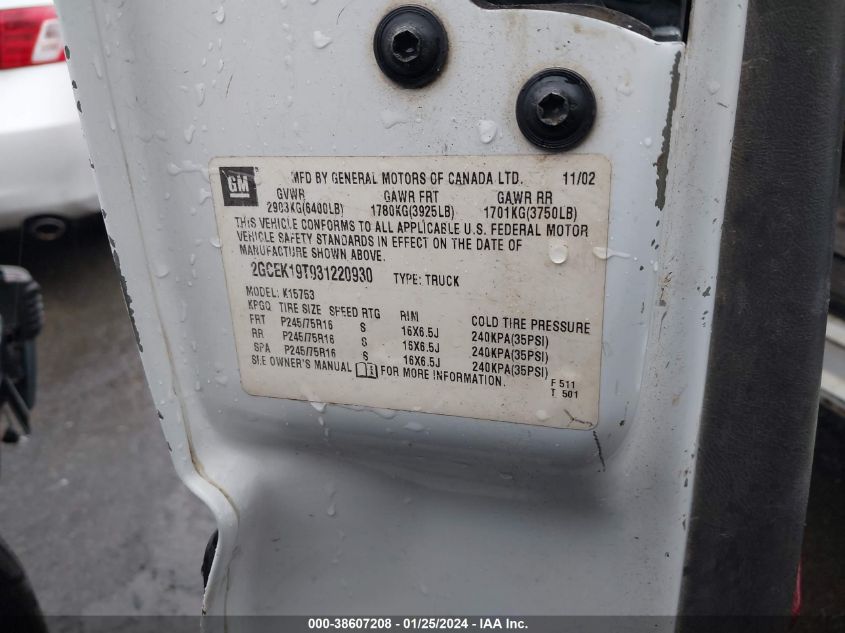 GM MFD BY GENERAL MOTORS OF CANADA LTD. 11/02
GVWR GAWR FRT GAWR RR
2903KG(6400LB) 1780KG(3925LB) 1701KG(3750LB)
THIS VEHICLE CONFORMS TO ALL APPLICABLE U.S. FEDERAL MOTOR
VEHICLE SAFETY STANDARDS IN EFFECT ON THE DATE OF
MANUFACTURE SHOWN ABOVE.
2GCEK19T931220930 TYPE: TRUCK
MODEL: K15753
KPGQ TIRE SIZE SPEED RTG RIM COLD TIRE PRESSURE
FRT P245/75R16 S 16X6.5J 240KPA(35PSI)
RR P245/75R16 S 16X6.5J 240KPA(35PSI)
SPA P245/75R16 S 16X6.5J 240KPA(35PSI)
SEE OWNER'S MANUAL FOR MORE INFORMATION.
F 511
T 501
000-38607208 - 01/25/2024 - IAA Inc.